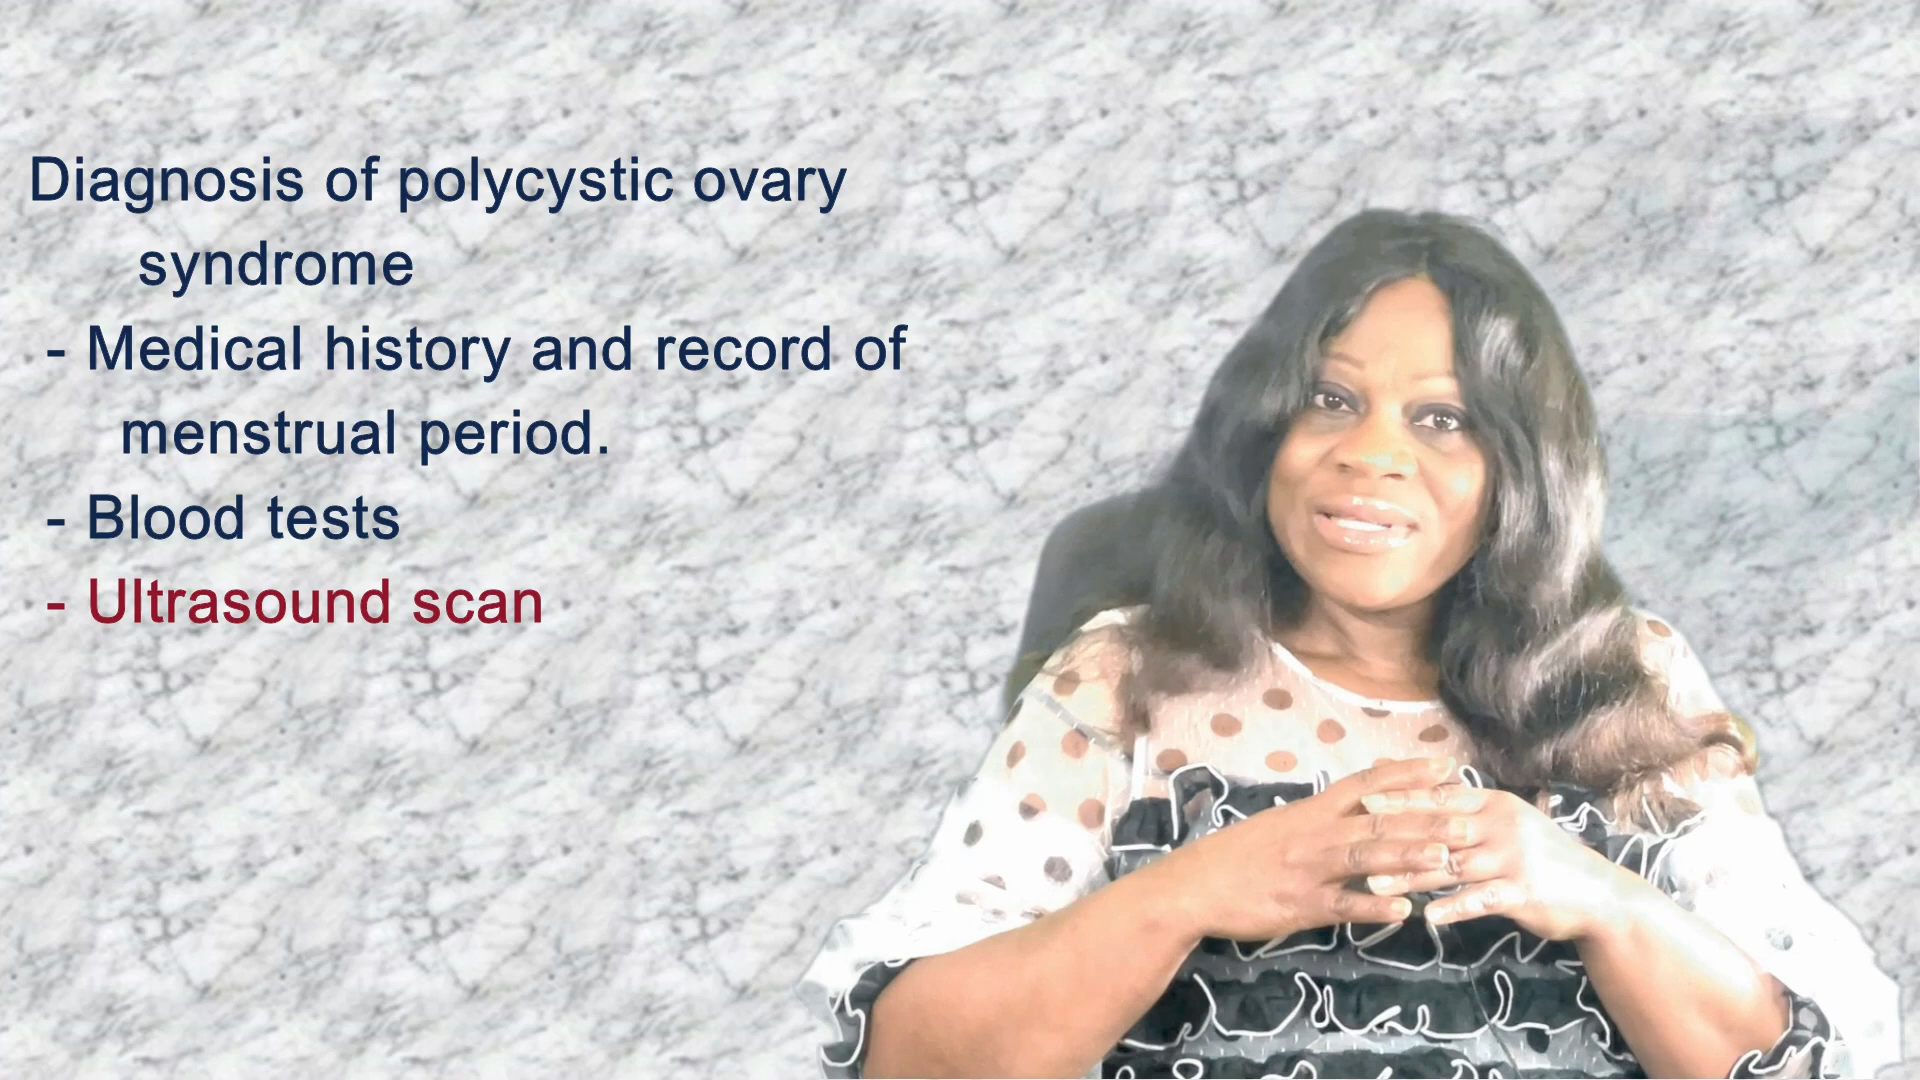 Diagnosis of polycystic ovary
syndrome
- Medical history and record of
menstrual period.
- Blood tests
- Ultrasound scan